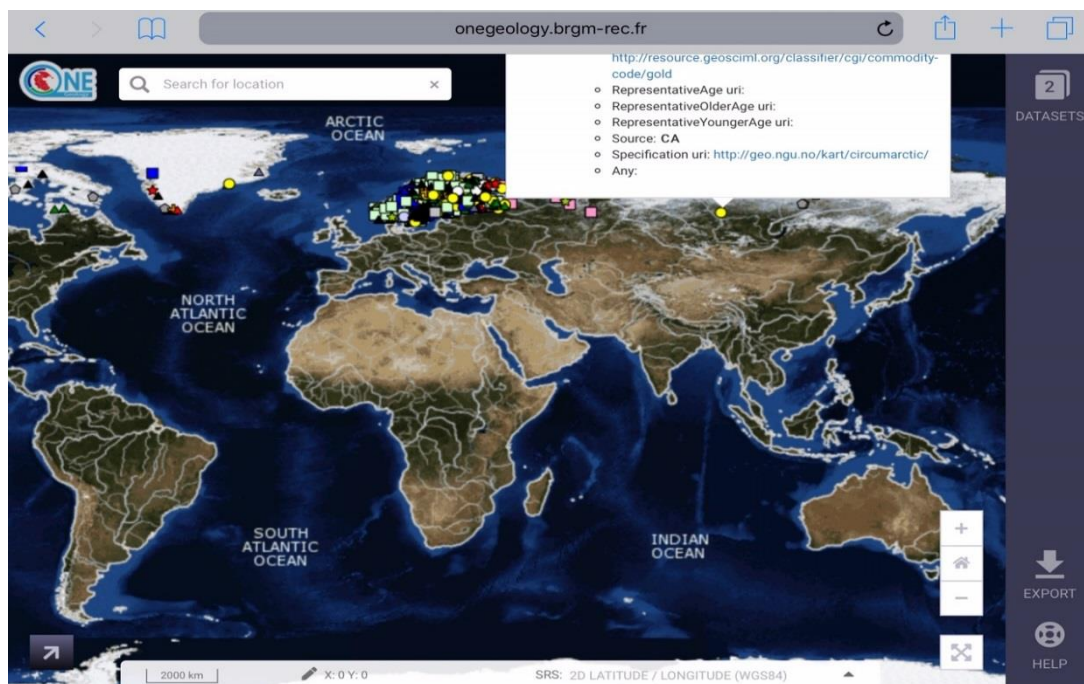 onegeology.brgm-rec.fr
ONE
Geology
Search for location
×
http://resource.geosciml.org/classifier/cgi/commodity-
code/gold
RepresentativeAge uri:
RepresentativeOlderAge uri:
RepresentativeYoungerAge uri:
Source: CA
Specification uri: http://geo.ngu.no/kart/circumarctic/
Any:
2
DATASETS
ARCTIC
OCEAN
NORTH
ATLANTIC
OCEAN
SOUTH
ATLANTIC
OCEAN
INDIAN
OCEAN
+
−
EXPORT
HELP
2000 km
X: 0 Y: 0
SRS: 2D LATITUDE / LONGITUDE (WGS84)